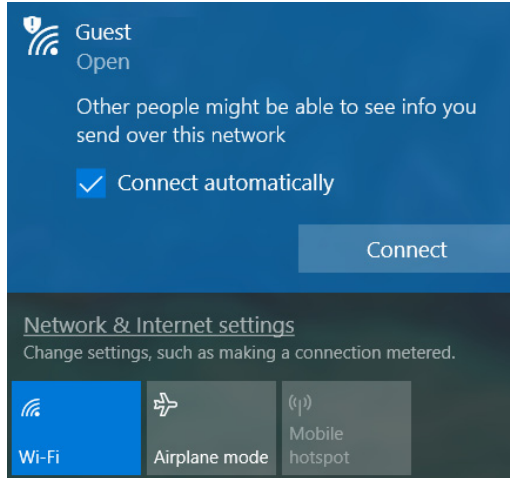 Guest
Open
Other people might be able to see info you
send over this network
Connect automatically
Connect
Network & Internet settings
Change settings, such as making a connection metered.
Wi-Fi
Airplane mode
Mobile
hotspot